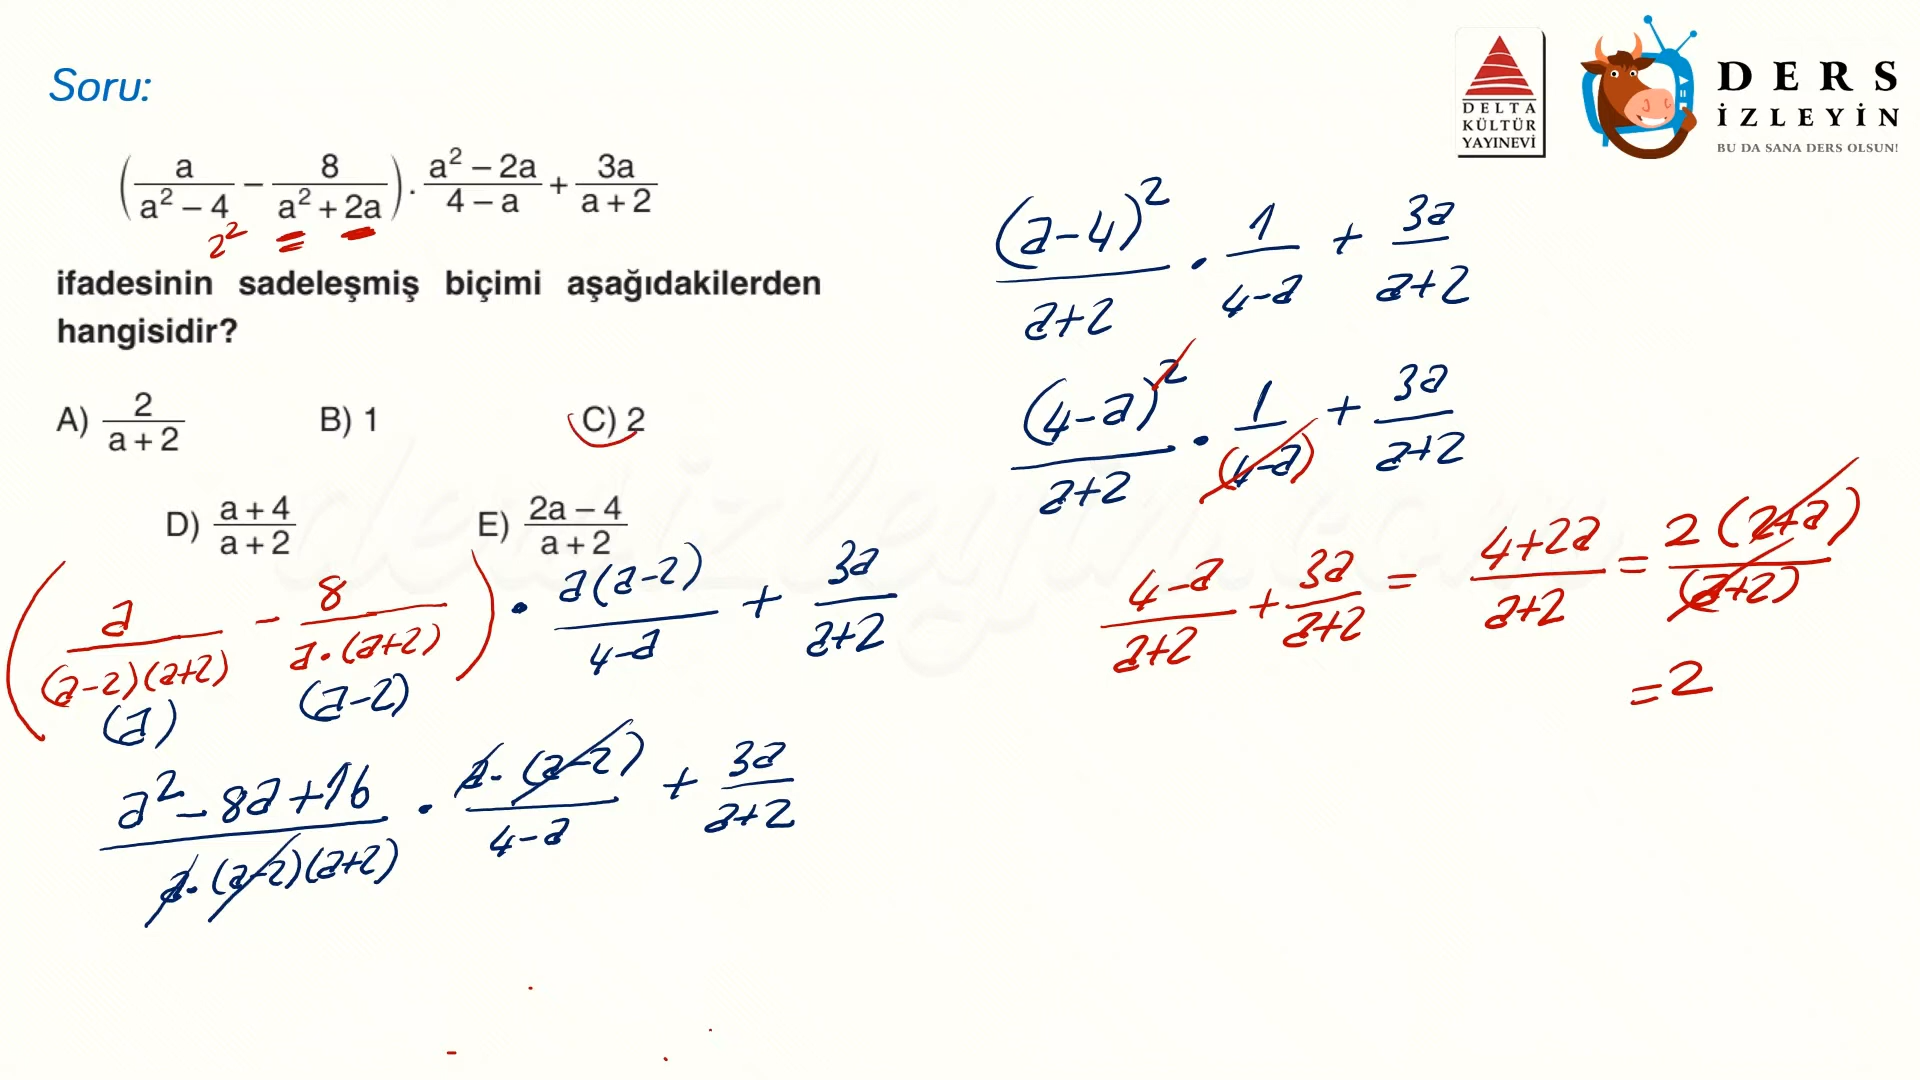 Soru:
DELTA
KÜLTÜR
YAYINEVİ
DERS
İZLEYİN
BU DA SANA DERS OLSUN!
(a/(a² − 4) − 8/(a² + 2a)) . (a² − 2a)/(4 − a) + 3a/(a + 2)
2²
ifadesinin sadeleşmiş biçimi aşağıdakilerden
hangisidir?
A) 2/(a + 2) B) 1 C) 2
D) (a + 4)/(a + 2) E) (2a − 4)/(a + 2)
(a/((a-2)(a+2)) - 8/(a·(a+2))) · a(a-2)/(4-a) + 3a/(a+2)
(a) (a-2)
(a²-8a+16)/(a·(a-2)(a+2)) · a·(a-2)/(4-a) + 3a/(a+2)
(a-4)²/(a+2) · 1/(4-a) + 3a/(a+2)
(4-a)²/(a+2) · 1/(4-a) + 3a/(a+2)
(4-a)/(a+2) + 3a/(a+2) = (4+2a)/(a+2) = 2(2+a)/(a+2)
=2